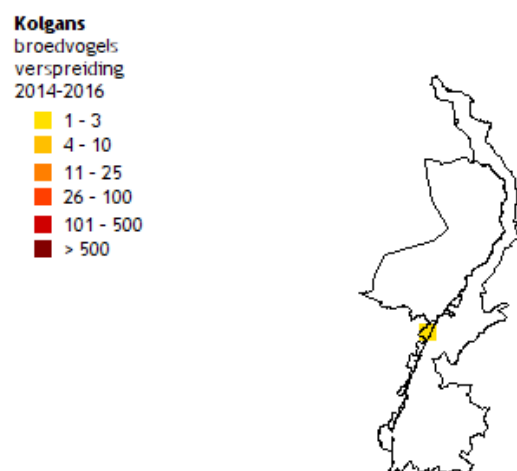 Kolgans
broedvogels
verspreiding
2014-2016
1 - 3
4 - 10
11 - 25
26 - 100
101 - 500
> 500